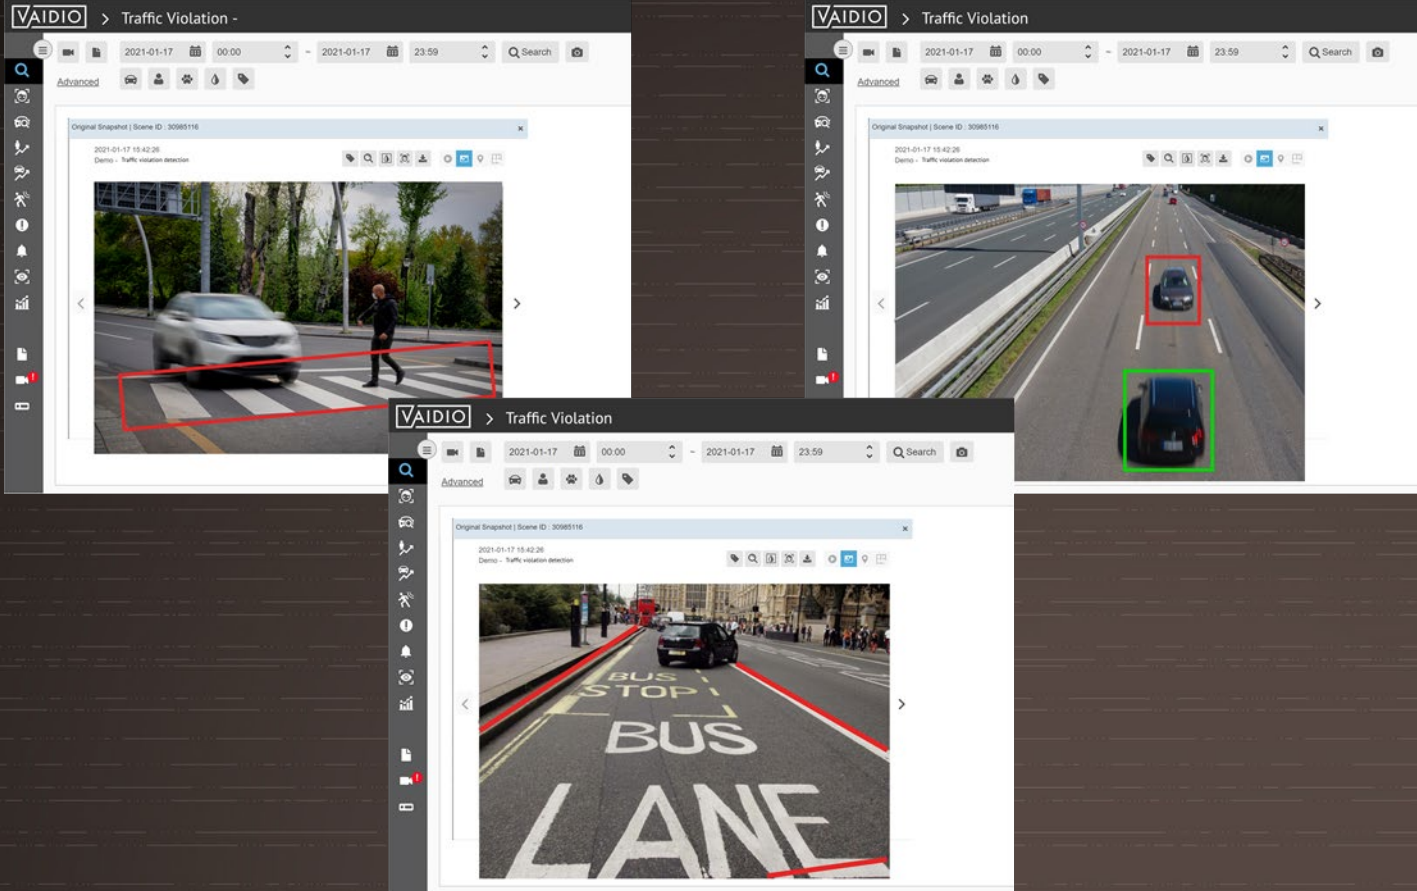 VAIDIO > Traffic Violation -
2021-01-17 00:00 ~ 2021-01-17 23:59 Search
Advanced
Original Snapshot | Scene ID : 30985116 ×
2021-01-17 15:42:26
Demo - Traffic violation detection
VAIDIO > Traffic Violation
2021-01-17 00:00 ~ 2021-01-17 23:59 Search
Advanced
Original Snapshot | Scene ID : 30985116 ×
2021-01-17 15:42:26
Demo - Traffic violation detection
VAIDIO > Traffic Violation
2021-01-17 00:00 ~ 2021-01-17 23:59 Search
Advanced
Original Snapshot | Scene ID : 30985116 ×
2021-01-17 15:42:26
Demo - Traffic violation detection
BUS
STOP
BUS
LANE